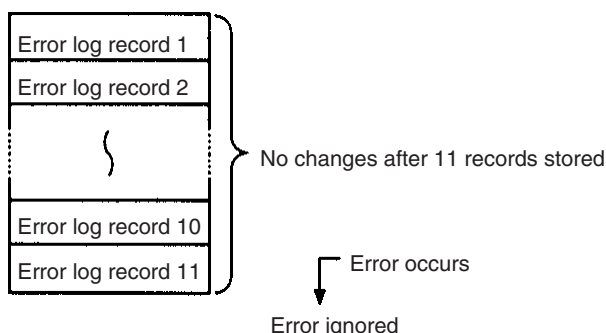 Error log record 1
Error log record 2
No changes after 11 records stored
Error log record 10
Error log record 11
Error occurs
Error ignored